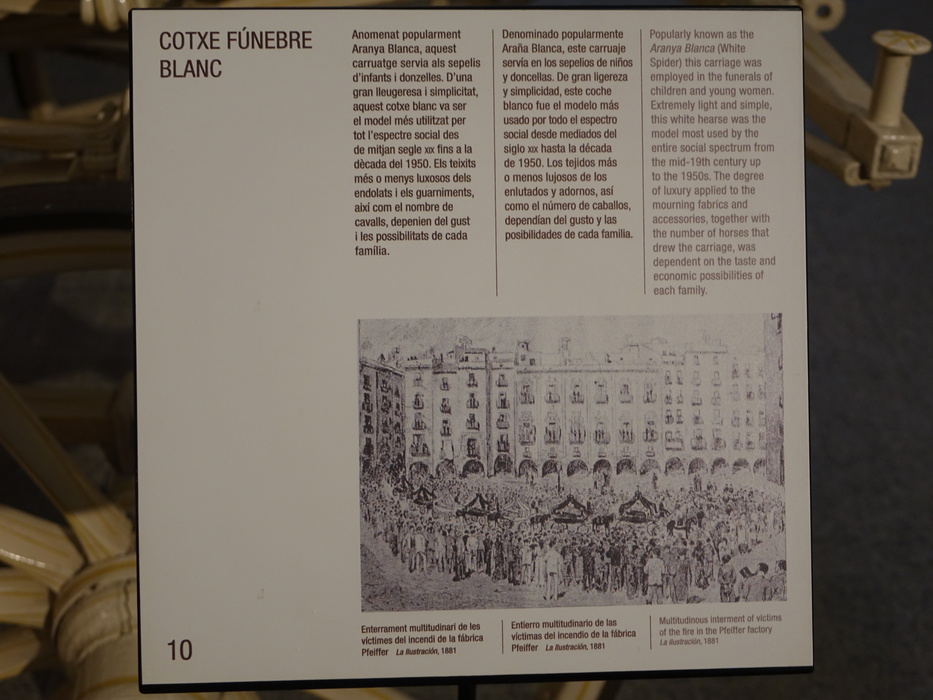 COTXE FÚNEBRE
BLANC
Anomenat popularment
Aranya Blanca, aquest
carruatge servia als sepelis
d'infants i donzelles. D'una
gran lleugeresa i simplicitat,
aquest cotxe blanc va ser
el model més utilitzat per
tot l'espectre social des
de mitjan segle XIX fins a la
dècada del 1950. Els teixits
més o menys luxosos dels
endolats i els guarniments,
així com el nombre de
cavalls, depenien del gust
i les possibilitats de cada
família.
Denominado popularmente
Araña Blanca, este carruaje
servía en los sepelios de niños
y doncellas. De gran ligereza
y simplicidad, este coche
blanco fue el modelo más
usado por todo el espectro
social desde mediados del
siglo XIX hasta la década
de 1950. Los tejidos más
o menos lujosos de los
enlutados y adornos, así
como el número de caballos,
dependían del gusto y las
posibilidades de cada familia.
Popularly known as the
Aranya Blanca (White
Spider) this carriage was
employed in the funerals of
children and young women.
Extremely light and simple,
this white hearse was the
model most used by the
entire social spectrum from
the mid-19th century up
to the 1950s. The degree
of luxury applied to the
mourning fabrics and
accessories, together with
the number of horses that
drew the carriage, was
dependent on the taste and
economic possibilities of
each family.
Enterrament multitudinari de les
víctimes del incendi de la fàbrica
Pfeiffer La Ilustración, 1881
Entierro multitudinario de las
víctimas del incendio de la fábrica
Pfeiffer La Ilustración, 1881
Multitudinous interment of victims
of the fire in the Pfeiffer factory
La Ilustración, 1881
10